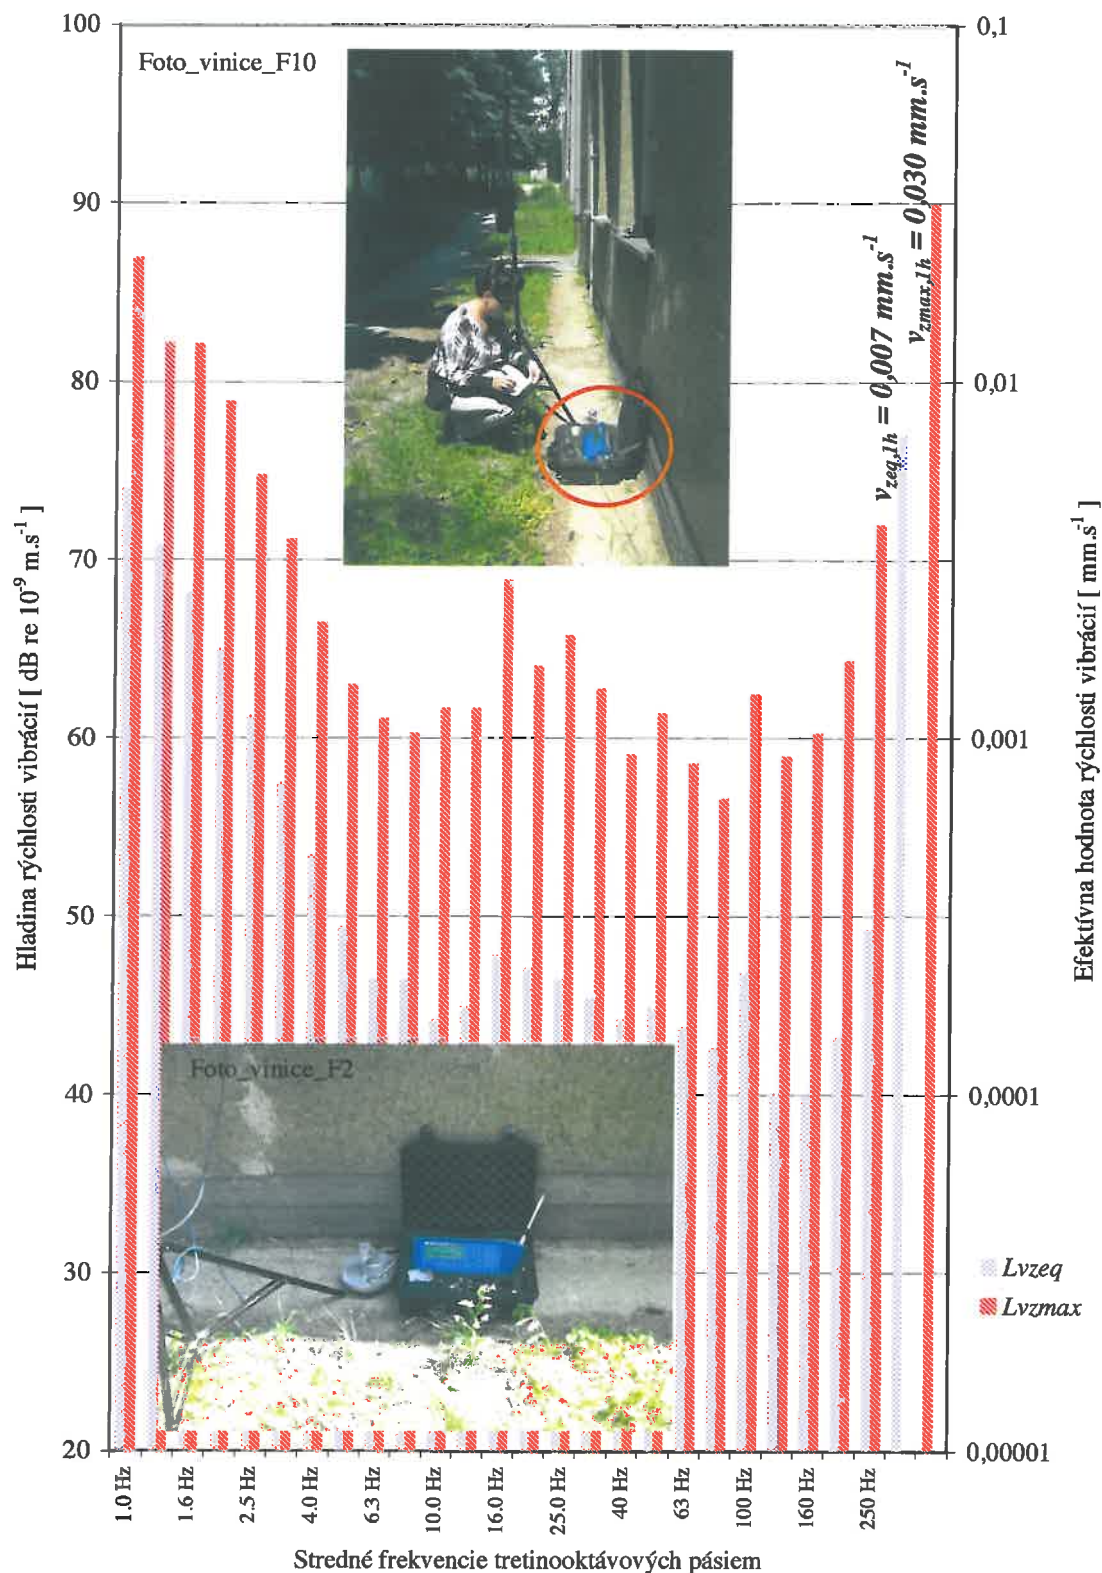 Foto_vinice_F10
100
90
80
70
60
50
40
30
20
Hladina rýchlosti vibrácií [ dB re 10⁻⁹ m.s⁻¹ ]
v_zeq,1h = 0,007 mm.s⁻¹
v_zmax,1h = 0,030 mm.s⁻¹
0,1
0,01
0,001
0,0001
0,00001
Efektívna hodnota rýchlosti vibrácií [ mm.s⁻¹ ]
Foto_vinice_F2
Lvzeq
Lvzmax
1.0 Hz
1.6 Hz
2.5 Hz
4.0 Hz
6.3 Hz
10.0 Hz
16.0 Hz
25.0 Hz
40 Hz
63 Hz
100 Hz
160 Hz
250 Hz
Stredné frekvencie tretinooktávových pásiem